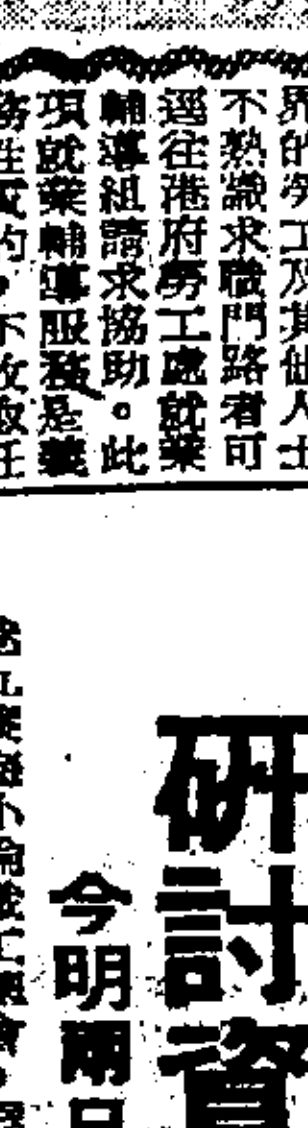 界的勞工及其他人士
不熟識求職門路者可
逕往港府勞工處就業
輔導組請求協助。此
項就業輔導服務是義
務性質的，不收取任
研討資
今明兩日